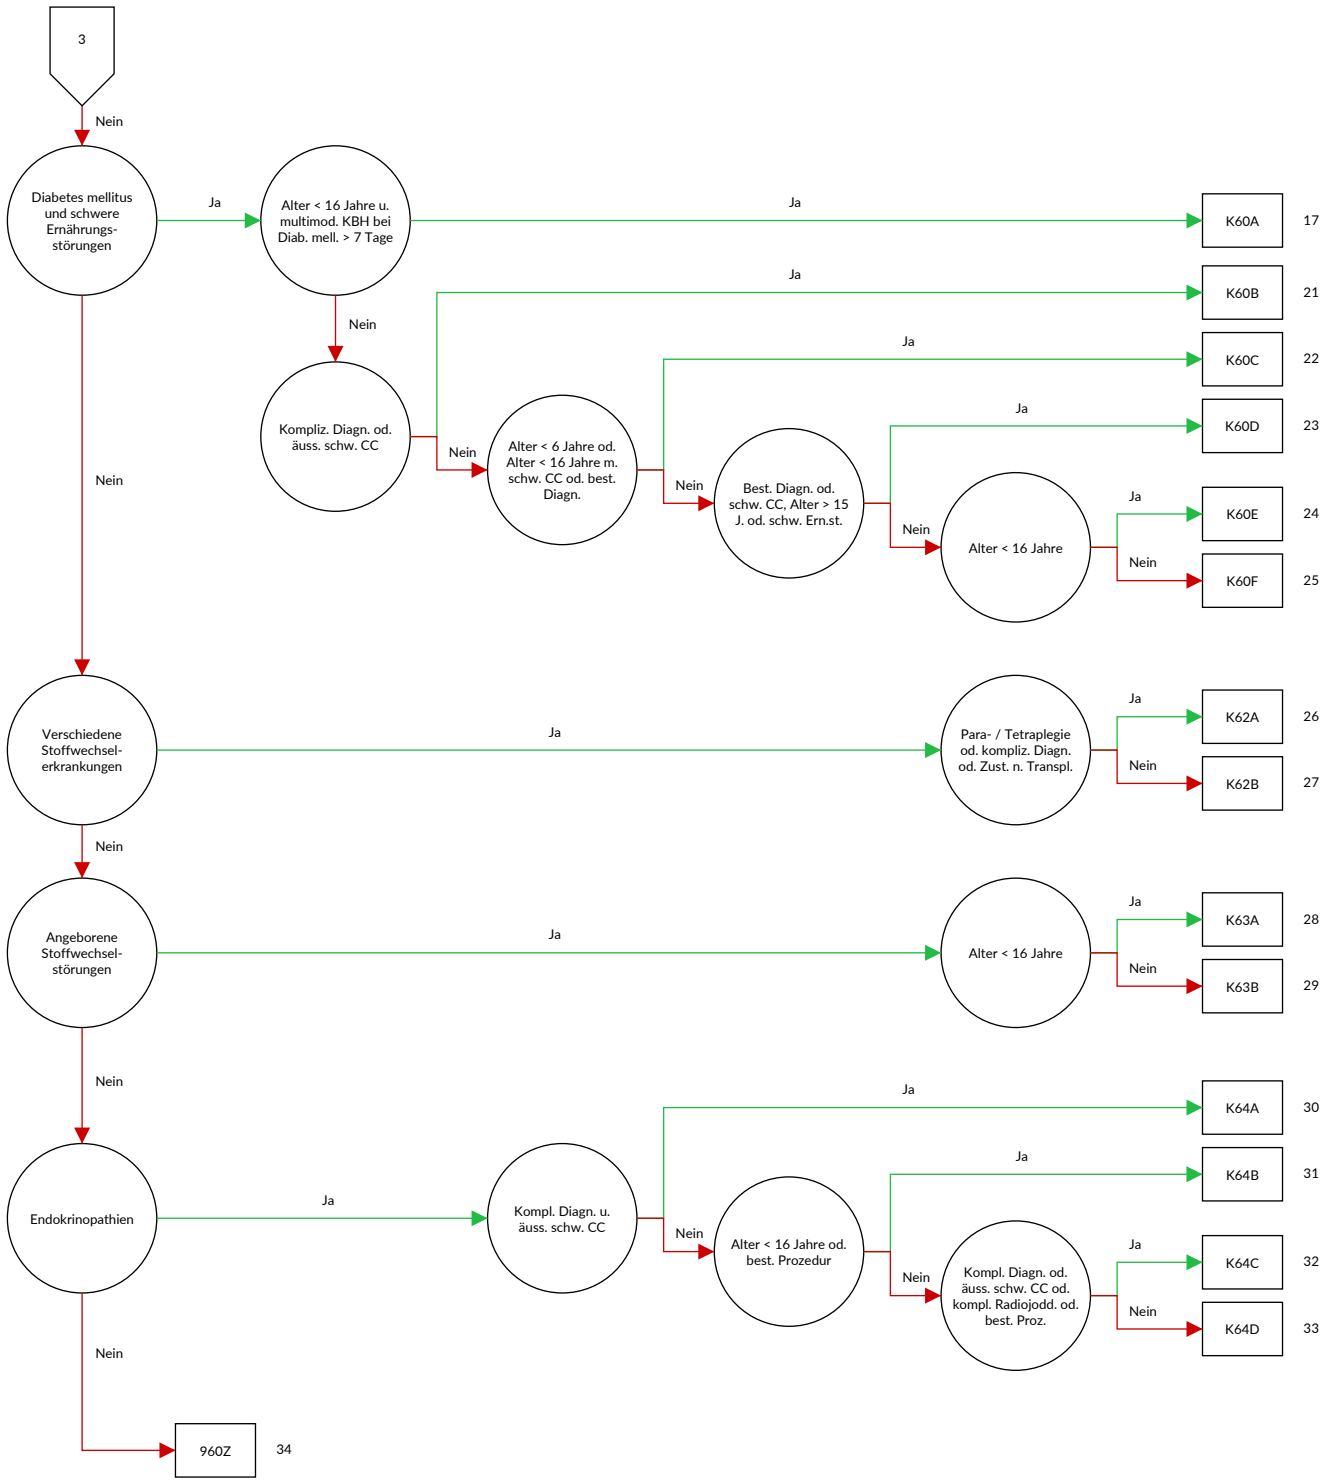 3
Nein
Diabetes mellitus
und schwere
Ernährungs-
störungen
Ja
Alter < 16 Jahre u.
multimod. KBH bei
Diab. mell. > 7 Tage
Ja
K60A
17
Ja
K60B
21
Nein
Ja
K60C
22
Kompliz. Diagn. od.
äuss. schw. CC
Nein
Alter < 6 Jahre od.
Alter < 16 Jahre m.
schw. CC od. best.
Diagn.
Ja
K60D
23
Nein
Best. Diagn. od.
schw. CC, Alter > 15
J. od. schw. Ern.st.
Nein
Alter < 16 Jahre
Ja
K60E
24
Nein
K60F
25
Nein
Verschiedene
Stoffwechsel-
erkrankungen
Ja
Para- / Tetraplegie
od. kompliz. Diagn.
od. Zust. n. Transpl.
Ja
K62A
26
Nein
K62B
27
Nein
Angeborene
Stoffwechsel-
störungen
Ja
Alter < 16 Jahre
Ja
K63A
28
Nein
K63B
29
Nein
Ja
K64A
30
Endokrinopathien
Ja
Kompl. Diagn. u.
äuss. schw. CC
Ja
K64B
31
Nein
Alter < 16 Jahre od.
best. Prozedur
Nein
Kompl. Diagn. od.
äuss. schw. CC od.
kompl. Radiojodd. od.
best. Proz.
Ja
K64C
32
Nein
K64D
33
Nein
960Z
34